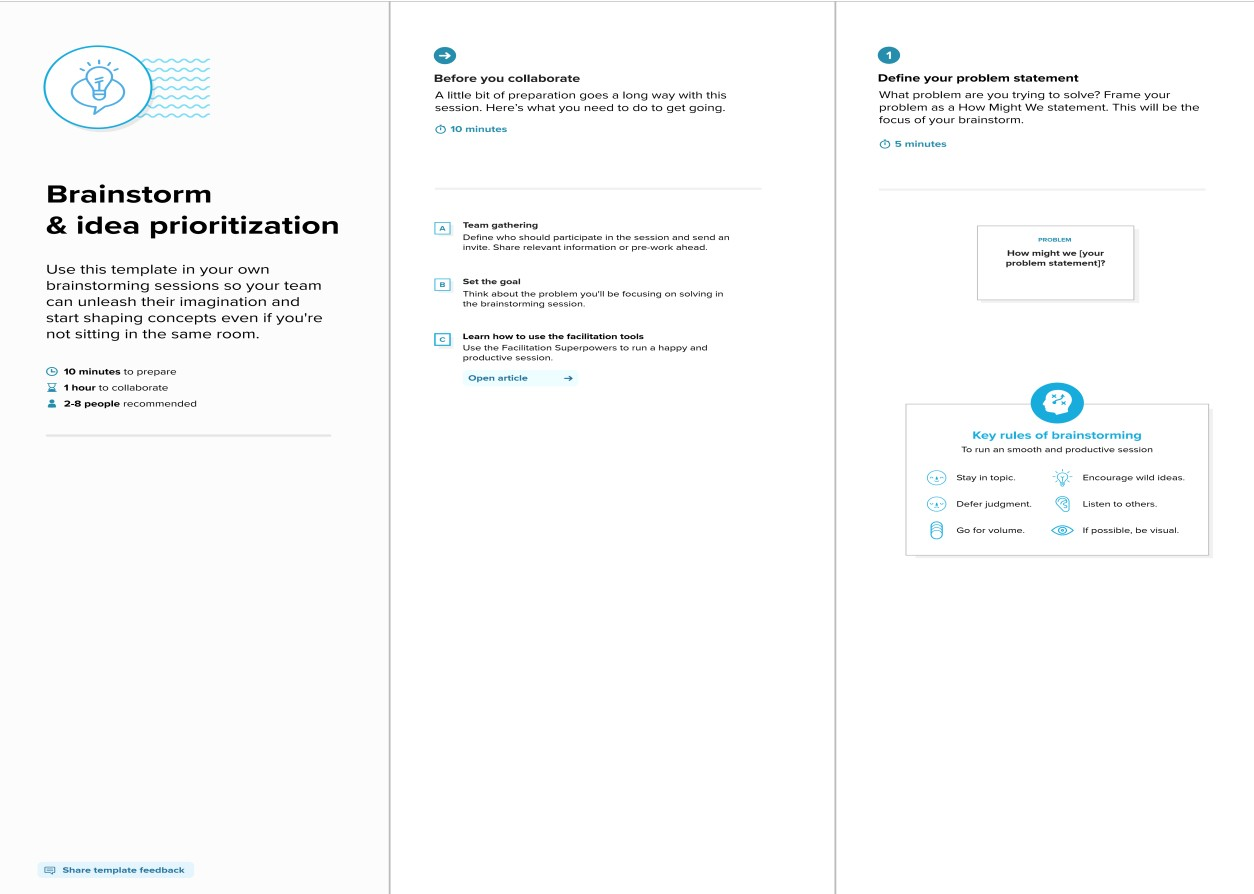 Brainstorm
& idea prioritization
Use this template in your own
brainstorming sessions so your team
can unleash their imagination and
start shaping concepts even if you're
not sitting in the same room.
10 minutes to prepare
1 hour to collaborate
2-8 people recommended
Share template feedback
Before you collaborate
A little bit of preparation goes a long way with this
session. Here's what you need to do to get going.
10 minutes
A
Team gathering
Define who should participate in the session and send an
invite. Share relevant information or pre-work ahead.
B
Set the goal
Think about the problem you'll be focusing on solving in
the brainstorming session.
C
Learn how to use the facilitation tools
Use the Facilitation Superpowers to run a happy and
productive session.
Open article
1
Define your problem statement
What problem are you trying to solve? Frame your
problem as a How Might We statement. This will be the
focus of your brainstorm.
5 minutes
PROBLEM
How might we [your
problem statement]?
Key rules of brainstorming
To run an smooth and productive session
Stay in topic.
Encourage wild ideas.
Defer judgment.
Listen to others.
Go for volume.
If possible, be visual.